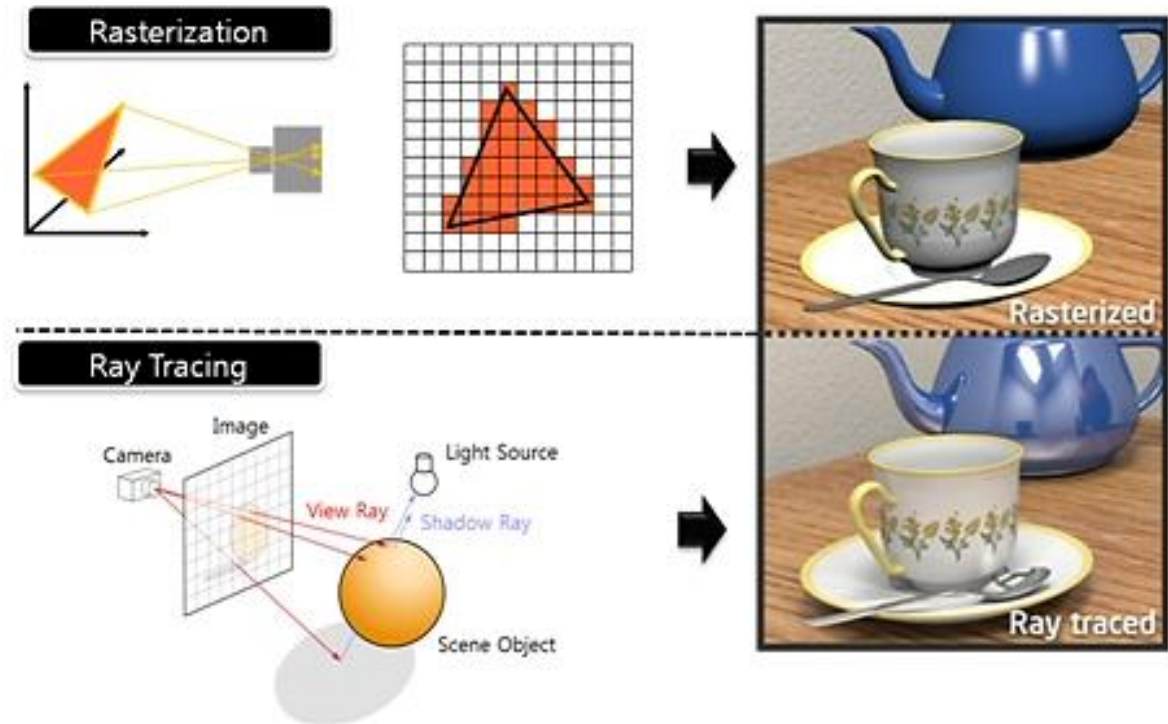 Rasterization
Rasterized
Ray Tracing
Image
Camera
Light Source
View Ray
Shadow Ray
Scene Object
Ray traced